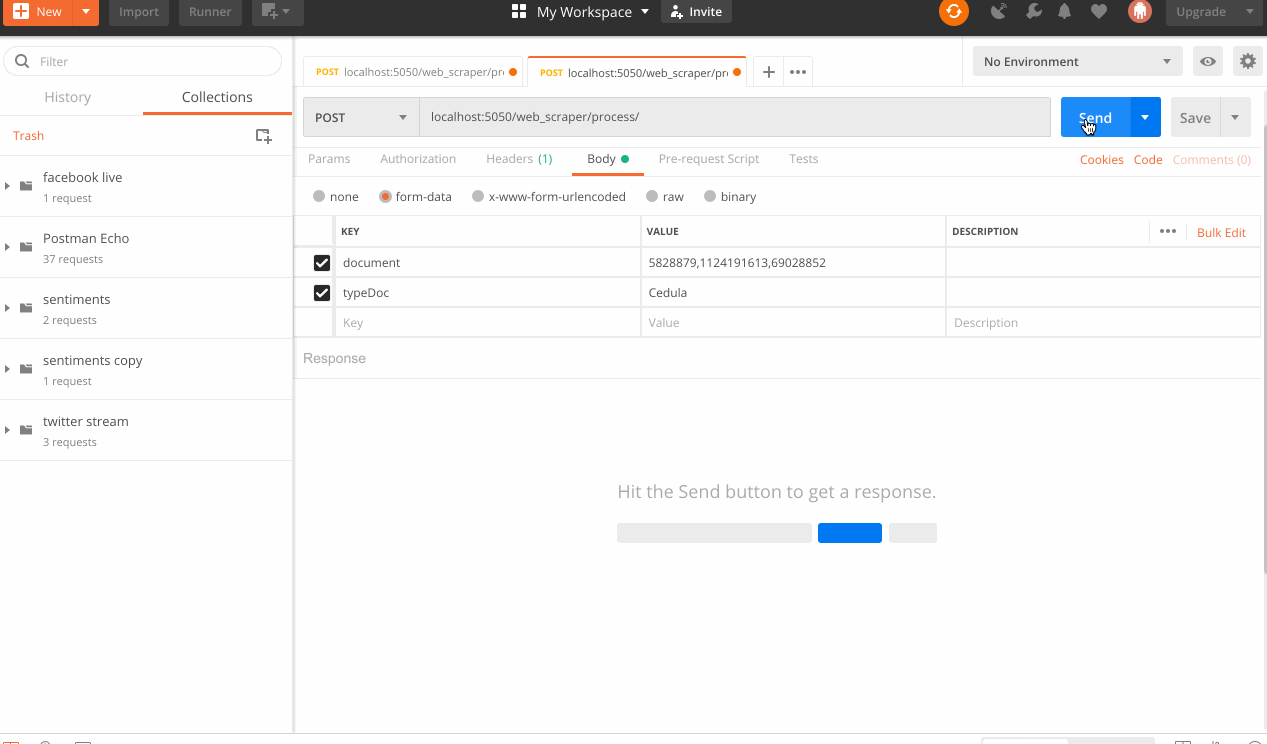 New Import Runner My Workspace Invite Upgrade
Filter
History Collections
Trash
facebook live
1 request
Postman Echo
37 requests
sentiments
2 requests
sentiments copy
1 request
twitter stream
3 requests
POST localhost:5050/web_scraper/pr POST localhost:5050/web_scraper/pr No Environment
POST localhost:5050/web_scraper/process/ Send Save
Params Authorization Headers (1) Body Pre-request Script Tests Cookies Code Comments (0)
none form-data x-www-form-urlencoded raw binary
KEY VALUE DESCRIPTION Bulk Edit
document 5828879,1124191613,69028852
typeDoc Cedula
Key Value Description
Response
Hit the Send button to get a response.